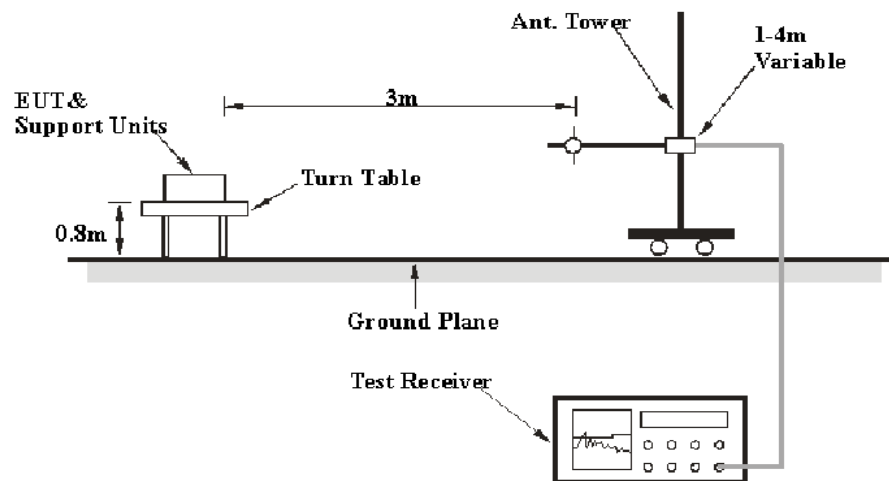 Ant. Tower
1-4m
Variable
3m
EUT&
Support Units
Turn Table
0.8m
Ground Plane
Test Receiver